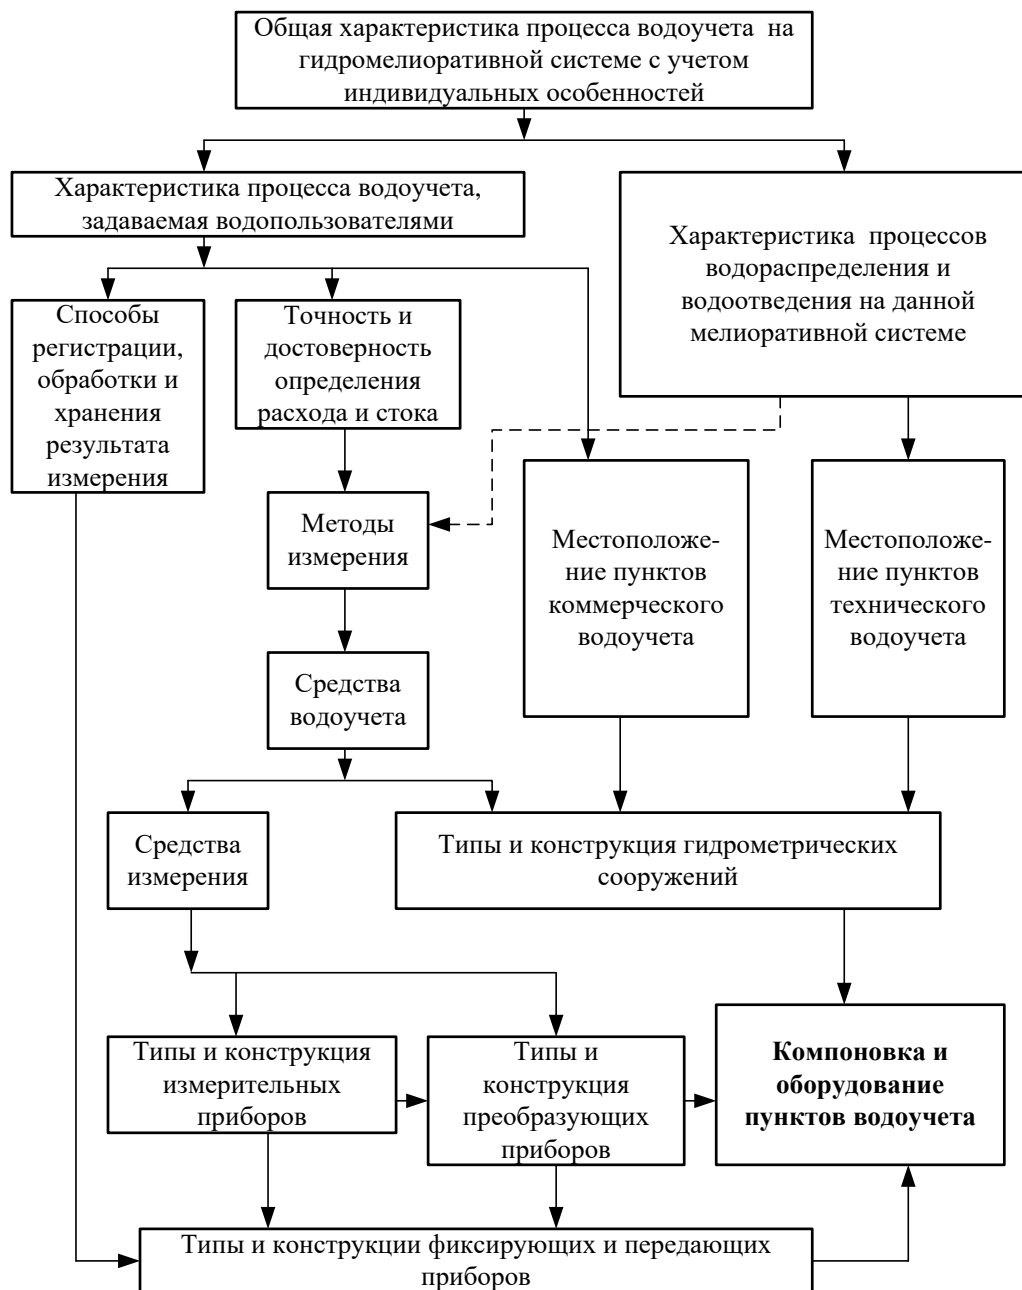 Общая характеристика процесса водоучета на
гидромелиоративной системе с учетом
индивидуальных особенностей
Характеристика процесса водоучета,
задаваемая водопользователями
Характеристика процессов
водораспределения и
водоотведения на данной
мелиоративной системе
Способы
регистрации,
обработки и
хранения
результата
измерения
Точность и
достоверность
определения
расхода и стока
Методы
измерения
Местоположе-
ние пунктов
коммерческого
водоучета
Местоположе-
ние пунктов
технического
водоучета
Средства
водоучета
Средства
измерения
Типы и конструкция гидрометрических
сооружений
Типы и конструкция
измерительных
приборов
Типы и
конструкция
преобразующих
приборов
Компоновка и
оборудование
пунктов водоучета
Типы и конструкции фиксирующих и передающих
приборов